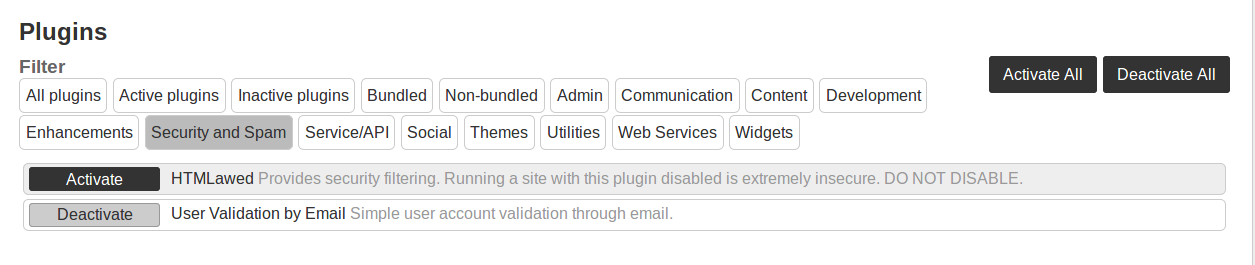 Plugins
Filter
Activate All Deactivate All
All plugins Active plugins Inactive plugins Bundled Non-bundled Admin Communication Content Development
Enhancements Security and Spam Service/API Social Themes Utilities Web Services Widgets
Activate HTMLawed Provides security filtering. Running a site with this plugin disabled is extremely insecure. DO NOT DISABLE.
Deactivate User Validation by Email Simple user account validation through email.